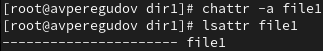 [root@avperegudov dir1]# chattr -a file1
[root@avperegudov dir1]# lsattr file1
---------------------- file1